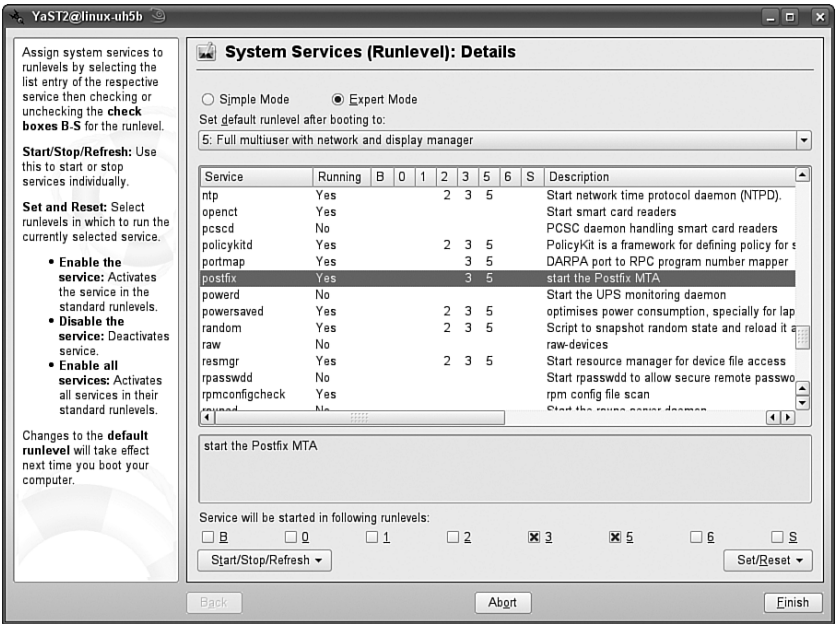 YaST2@linux-uh5b
Assign system services to
runlevels by selecting the
list entry of the respective
service then checking or
unchecking the check
boxes B-S for the runlevel.
Start/Stop/Refresh: Use
this to start or stop
services individually.
Set and Reset: Select
runlevels in which to run the
currently selected service.
• Enable the
service: Activates
the service in the
standard runlevels.
• Disable the
service: Deactivates
service.
• Enable all
services: Activates
all services in their
standard runlevels.
Changes to the default
runlevel will take effect
next time you boot your
computer.
System Services (Runlevel): Details
Simple Mode Expert Mode
Set default runlevel after booting to:
5: Full multiuser with network and display manager
Service Running B 0 1 2 3 5 6 S Description
ntp Yes 2 3 5 Start network time protocol daemon (NTPD).
openct Yes Start smart card readers
pcscd No PCSC daemon handling smart card readers
policykitd Yes 2 3 5 PolicyKit is a framework for defining policy for s
portmap Yes 3 5 DARPA port to RPC program number mapper
postfix Yes 3 5 start the Postfix MTA
powerd No Start the UPS monitoring daemon
powersaved Yes 2 3 5 optimises power consumption, specially for lap
random Yes 2 3 5 Script to snapshot random state and reload it a
raw No raw-devices
resmgr Yes 2 3 5 Start resource manager for device file access
rpasswdd No Start rpasswdd to allow secure remote passwo
rpmconfigcheck Yes rpm config file scan
No Start the server daemon
start the Postfix MTA
Service will be started in following runlevels:
B 0 1 2 3 5 6 S
Start/Stop/Refresh Set/Reset
Back Abort Finish